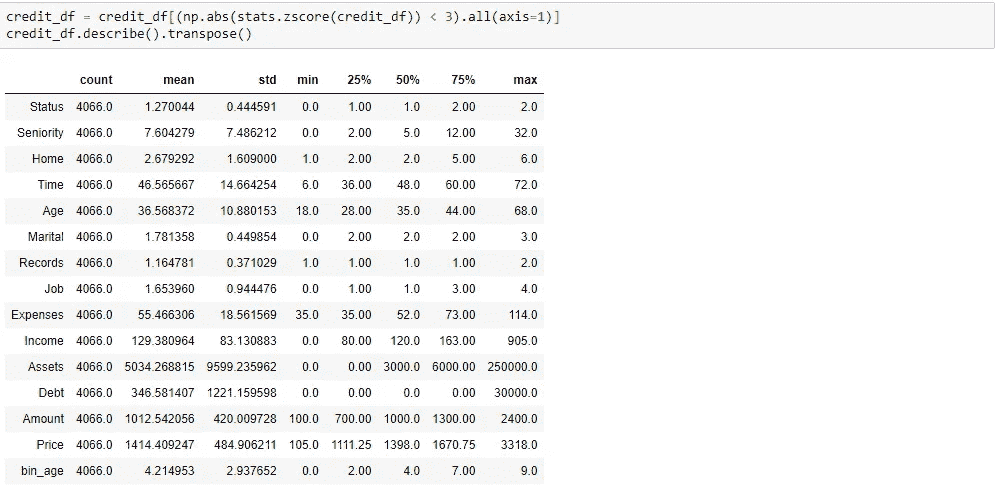 credit_df = credit_df[(np.abs(stats.zscore(credit_df)) < 3).all(axis=1)]
credit_df.describe().transpose()
count mean std min 25% 50% 75% max
Status 4066.0 1.270044 0.444591 0.0 1.00 1.0 2.00 2.0
Seniority 4066.0 7.604279 7.486212 0.0 2.00 5.0 12.00 32.0
Home 4066.0 2.679292 1.609000 1.0 2.00 2.0 5.00 6.0
Time 4066.0 46.565667 14.664254 6.0 36.00 48.0 60.00 72.0
Age 4066.0 36.568372 10.880153 18.0 28.00 35.0 44.00 68.0
Marital 4066.0 1.781358 0.449854 0.0 2.00 2.0 2.00 3.0
Records 4066.0 1.164781 0.371029 1.0 1.00 1.0 1.00 2.0
Job 4066.0 1.653960 0.944476 0.0 1.00 1.0 3.00 4.0
Expenses 4066.0 55.466306 18.561569 35.0 35.00 52.0 73.00 114.0
Income 4066.0 129.380964 83.130883 0.0 80.00 120.0 163.00 905.0
Assets 4066.0 5034.268815 9599.235962 0.0 0.00 3000.0 6000.00 250000.0
Debt 4066.0 346.581407 1221.159598 0.0 0.00 0.0 0.00 30000.0
Amount 4066.0 1012.542056 420.009728 100.0 700.00 1000.0 1300.00 2400.0
Price 4066.0 1414.409247 484.906211 105.0 1111.25 1398.0 1670.75 3318.0
bin_age 4066.0 4.214953 2.937652 0.0 2.00 4.0 7.00 9.0